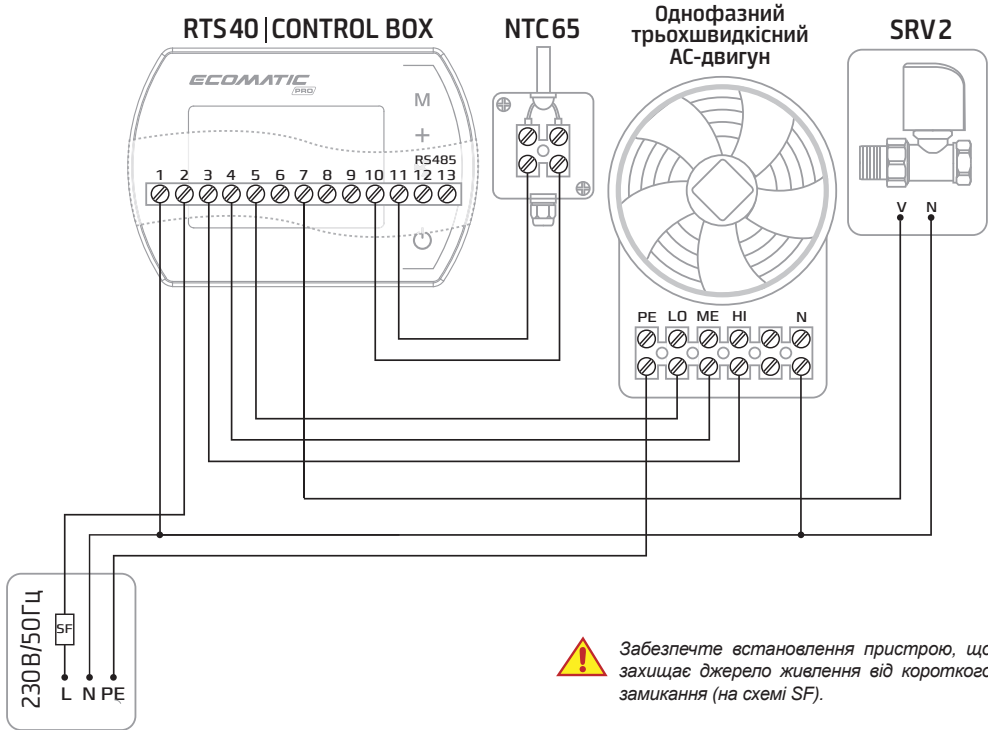 RTS40 | CONTROL BOX
NTC65
Однофазний
трьохшвидкісний
АС-двигун
SRV2
ECOMATIC
PRO
M
+
RS485
1 2 3 4 5 6 7 8 9 10 11 12 13
V N
PE LO ME HI N
230В/50Гц
SF
L N PE
Забезпечте встановлення пристрою, що
захищає джерело живлення від короткого
замикання (на схемі SF).